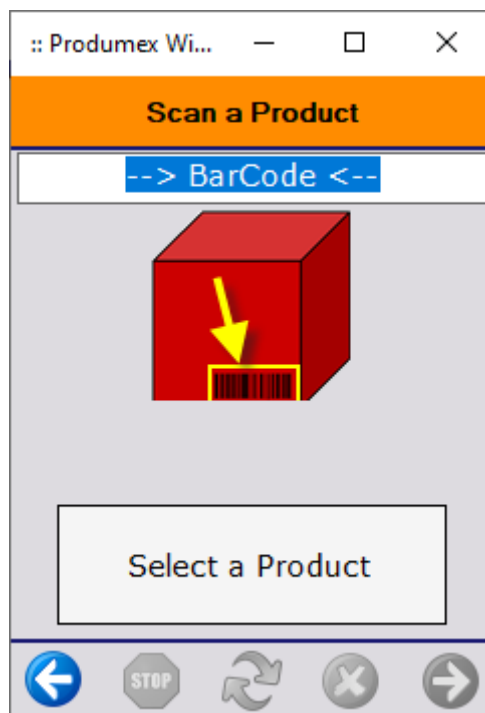 :: Produmex Wi...
Scan a Product
--> BarCode <--
Select a Product
STOP